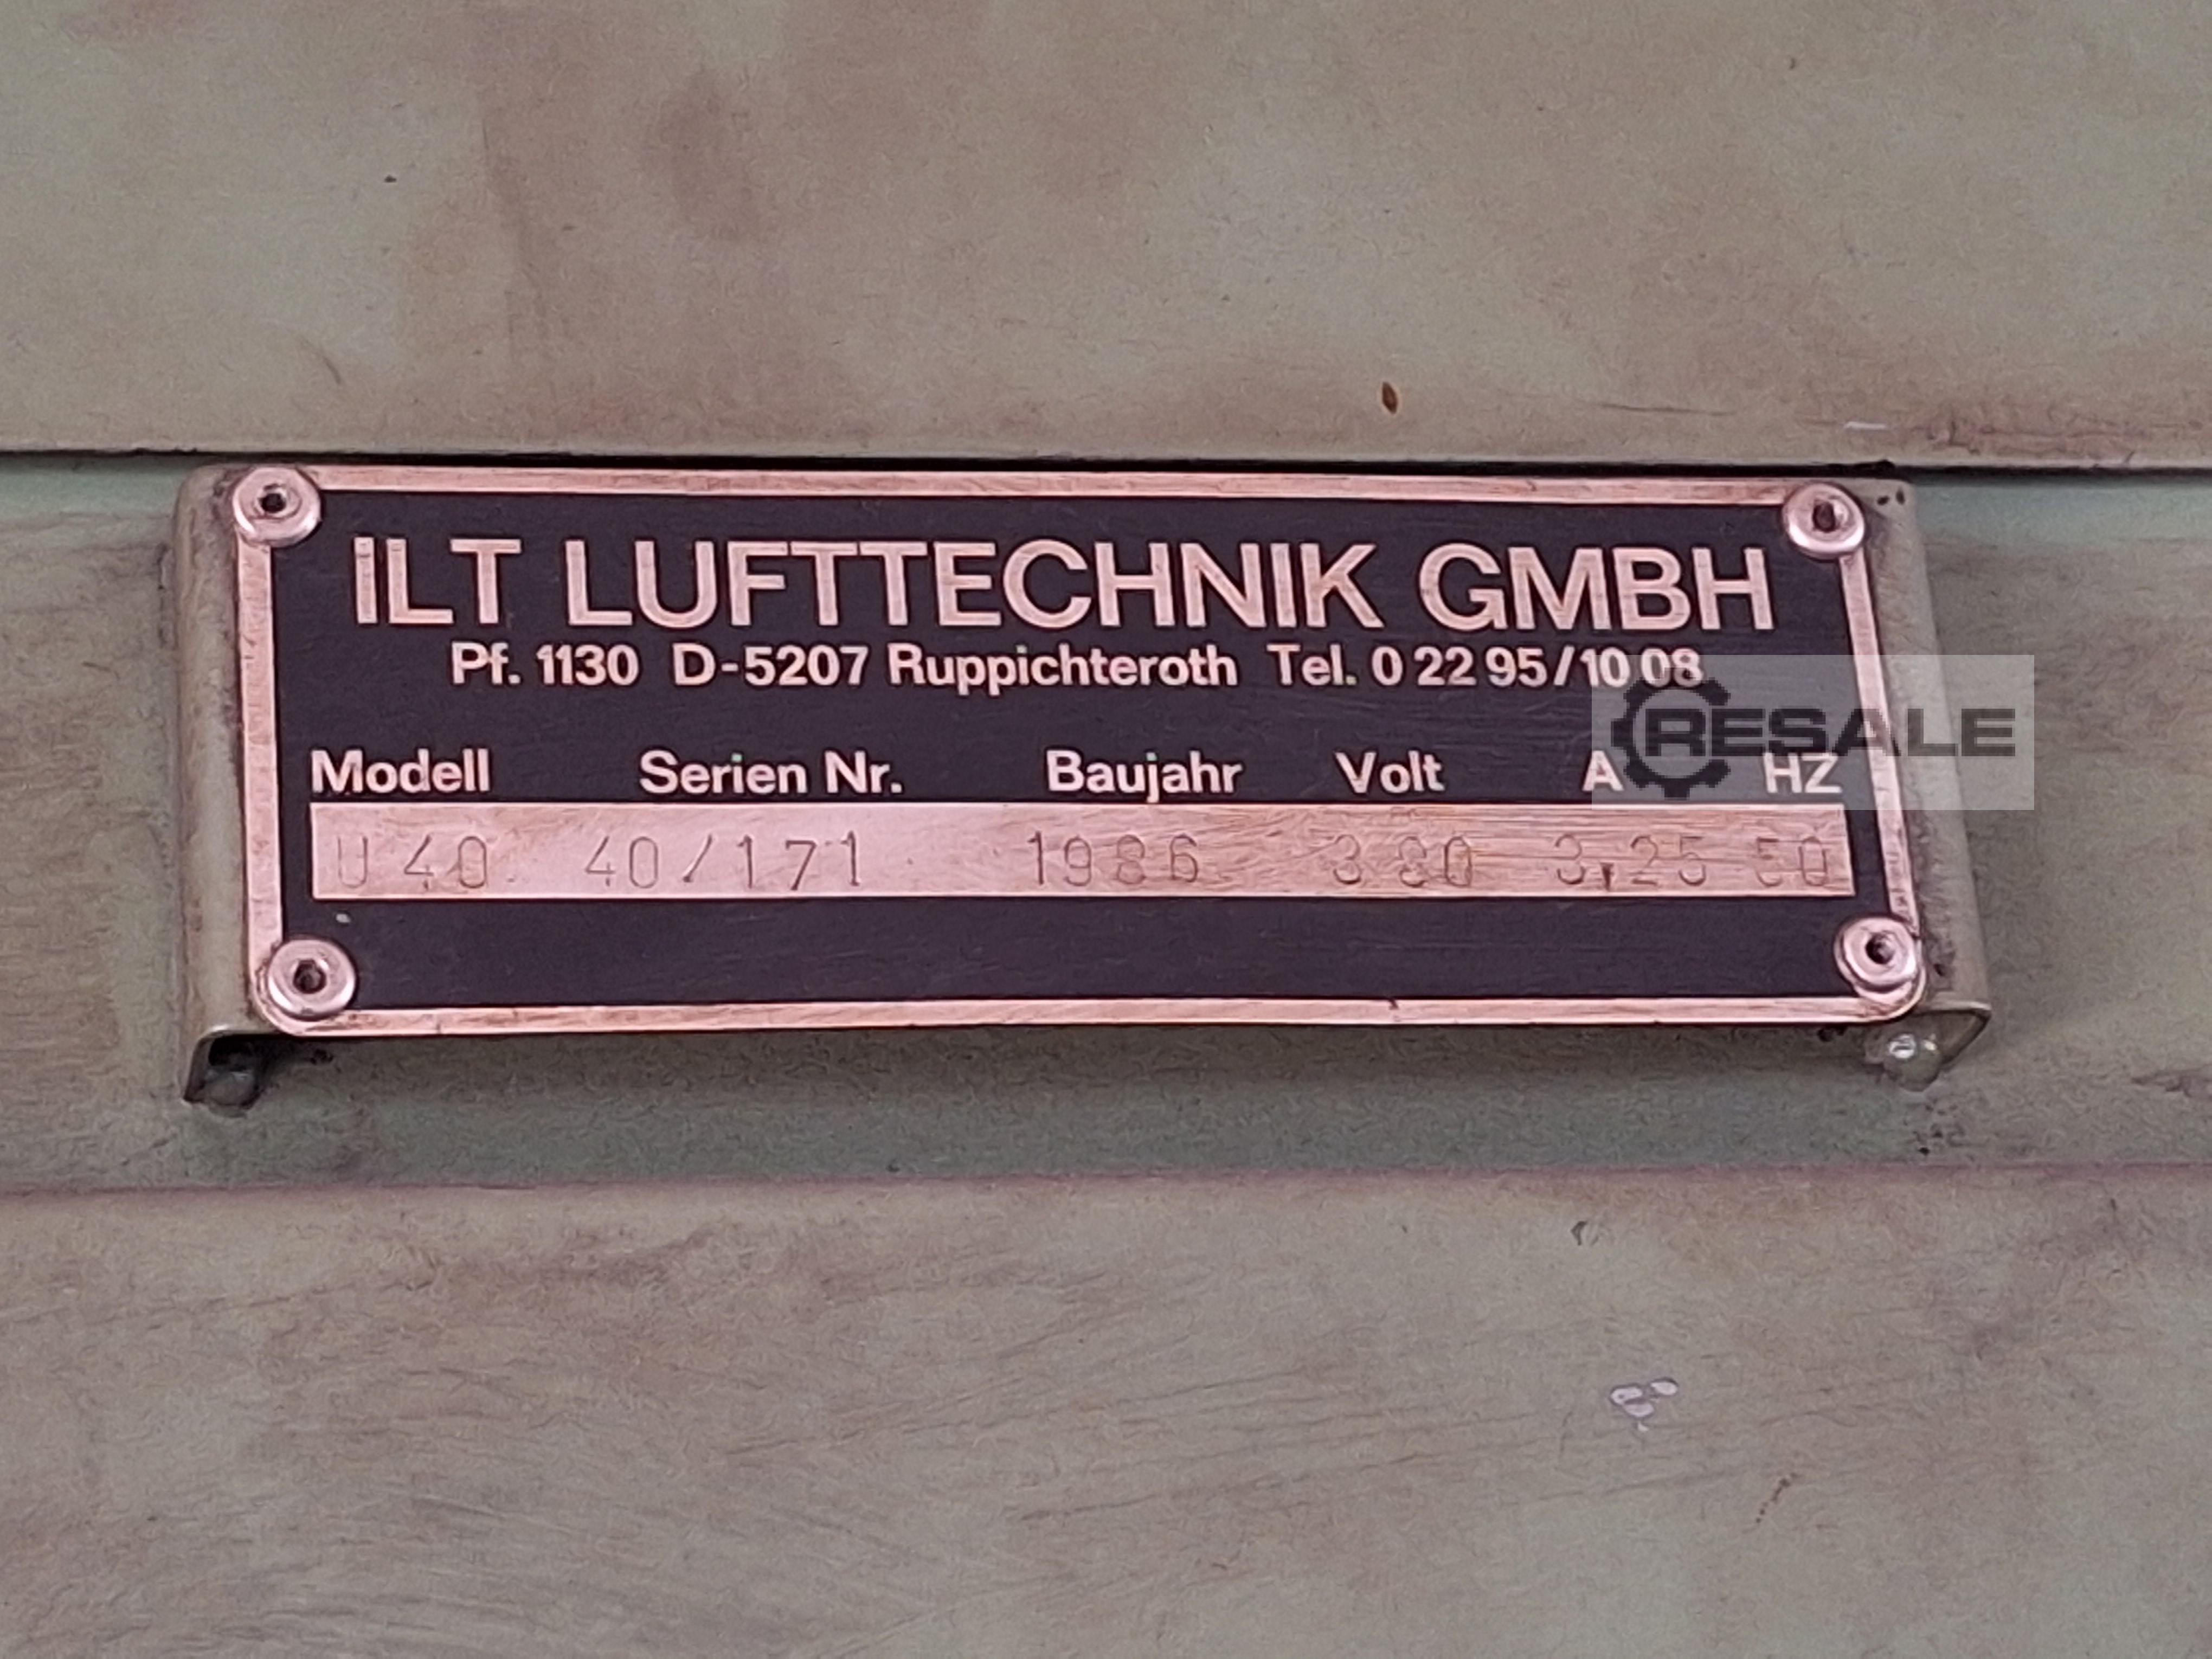 ILT LUFTTECHNIK GMBH
Pf. 1130 D-5207 Ruppichteroth Tel. 0 22 95/10 08
RESALE
Modell Serien Nr. Baujahr Volt A HZ
U 40 40/171 1986 380 3,25 50